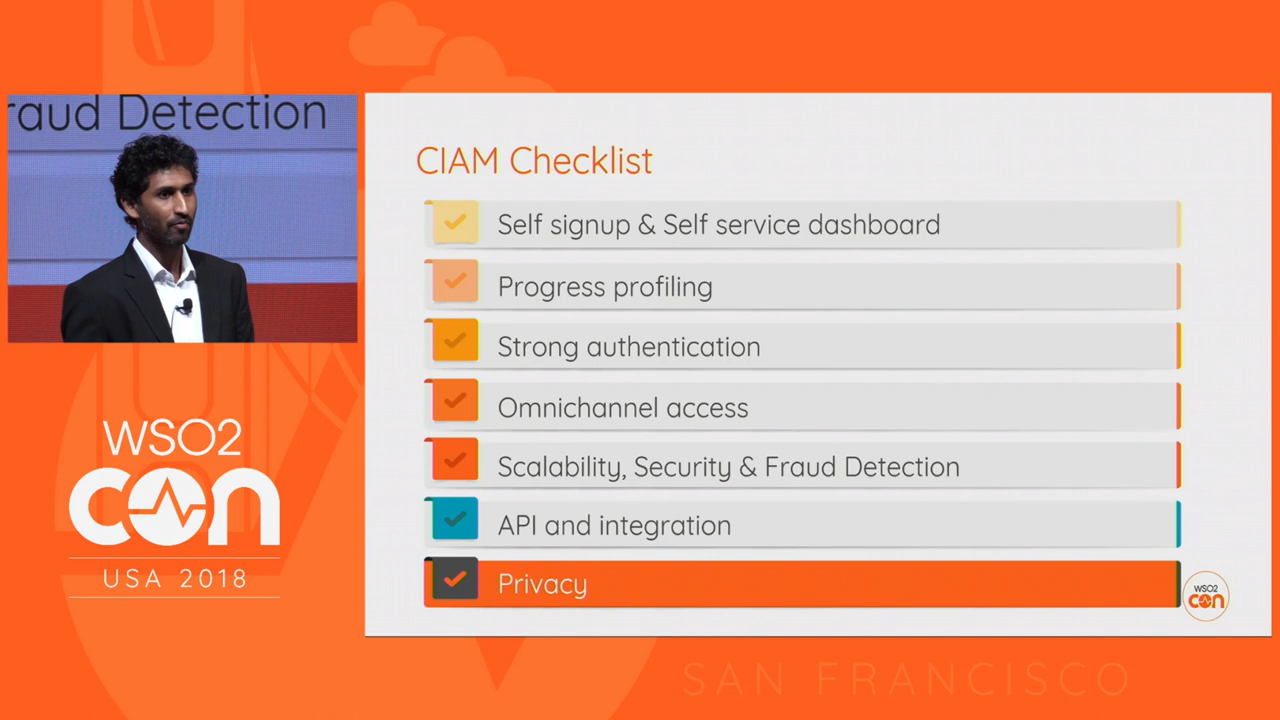 raud Detection
WSO2
con
USA 2018
CIAM Checklist
Self signup & Self service dashboard
Progress profiling
Strong authentication
Omnichannel access
Scalability, Security & Fraud Detection
API and integration
Privacy
WSO2
con
SAN FRANCISCO